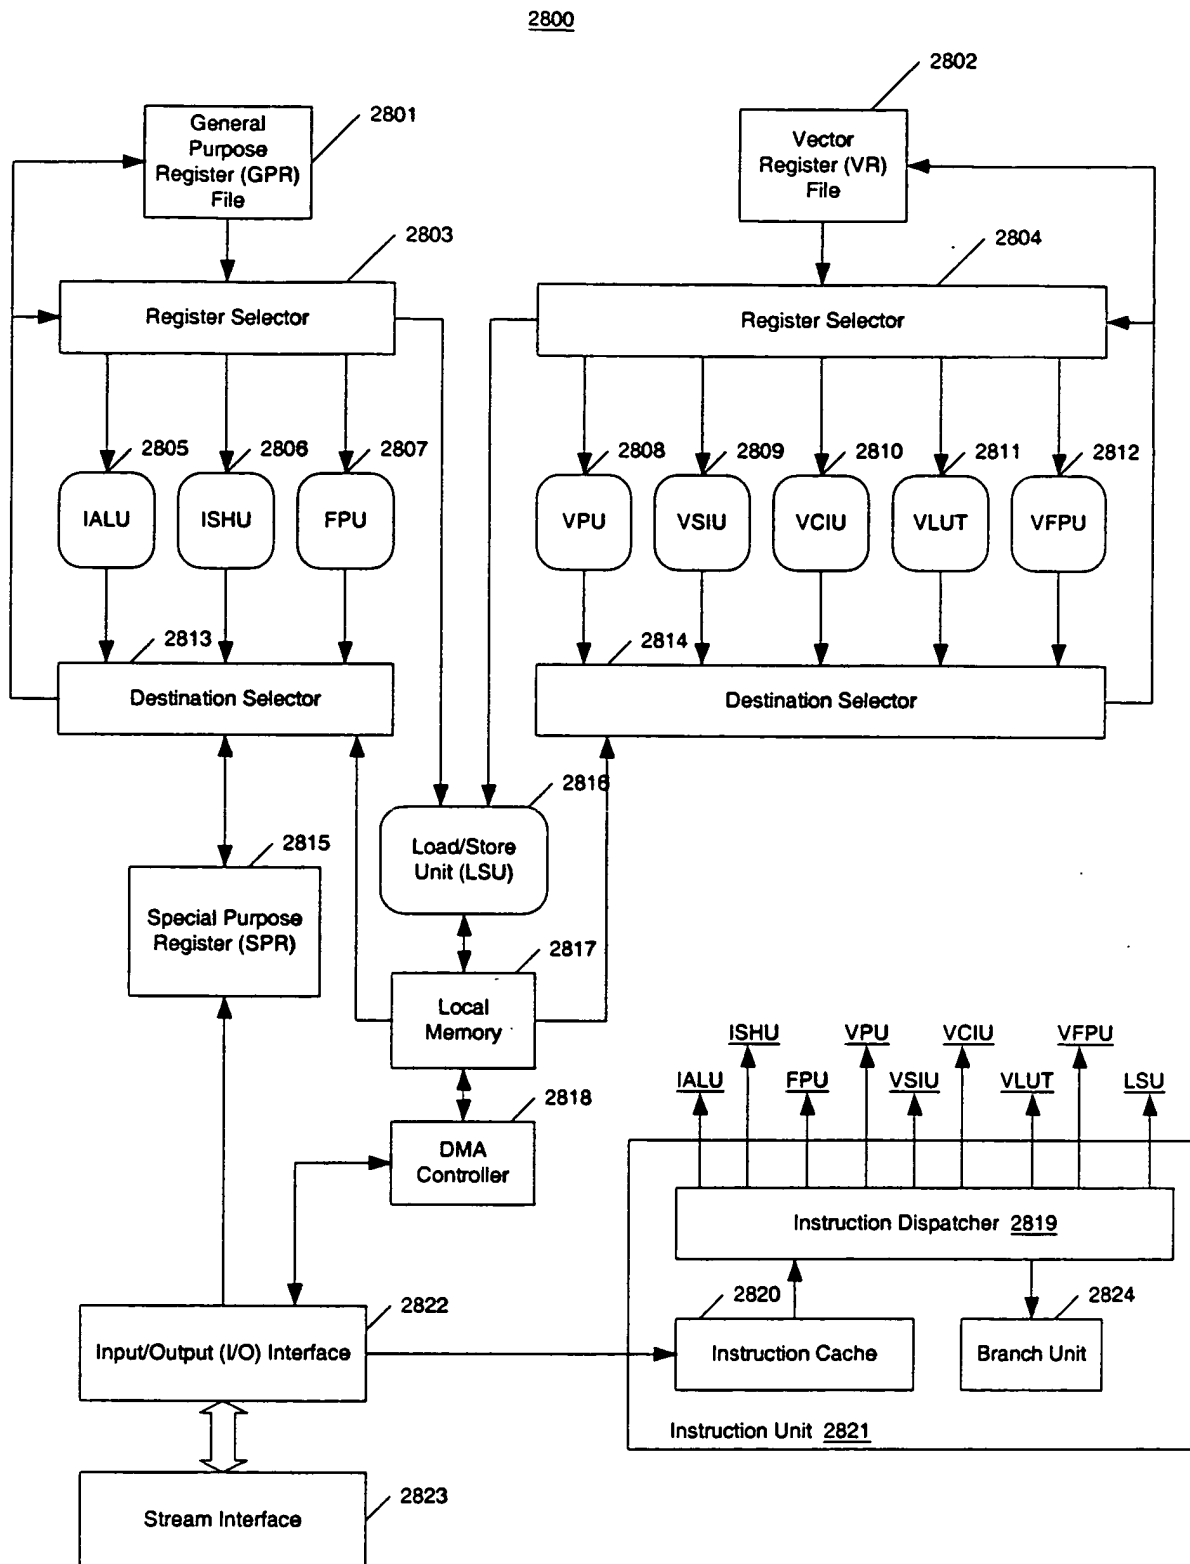 2800
2802
2801
General
Purpose
Register (GPR)
File
Vector
Register (VR)
File
2803
2804
Register Selector
Register Selector
2805
2806
2807
2808
2809
2810
2811
2812
IALU
ISHU
FPU
VPU
VSIU
VCIU
VLUT
VFPU
2813
2814
Destination Selector
Destination Selector
2816
Load/Store
Unit (LSU)
2815
Special Purpose
Register (SPR)
2817
Local
Memory
ISHU
VPU
VCIU
VFPU
IALU
FPU
VSIU
VLUT
LSU
2818
DMA
Controller
Instruction Dispatcher 2819
2822
2820
2824
Input/Output (I/O) Interface
Instruction Cache
Branch Unit
Instruction Unit 2821
2823
Stream Interface